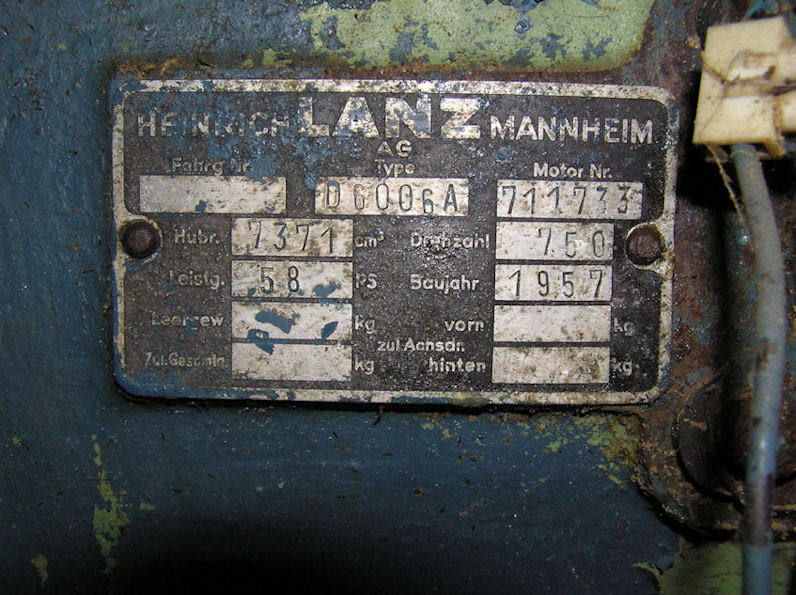 HEINRICH LANZ MANNHEIM
AG
Fahrg Nr. Type Motor Nr.
D6006A 711733
Hubr. 7371 cm³ Drehzahl 750
Leistg. 58 PS Baujahr 1957
Leergew kg vorn kg
zul Achsdr.
Zul. Gesamtg. kg hinten kg